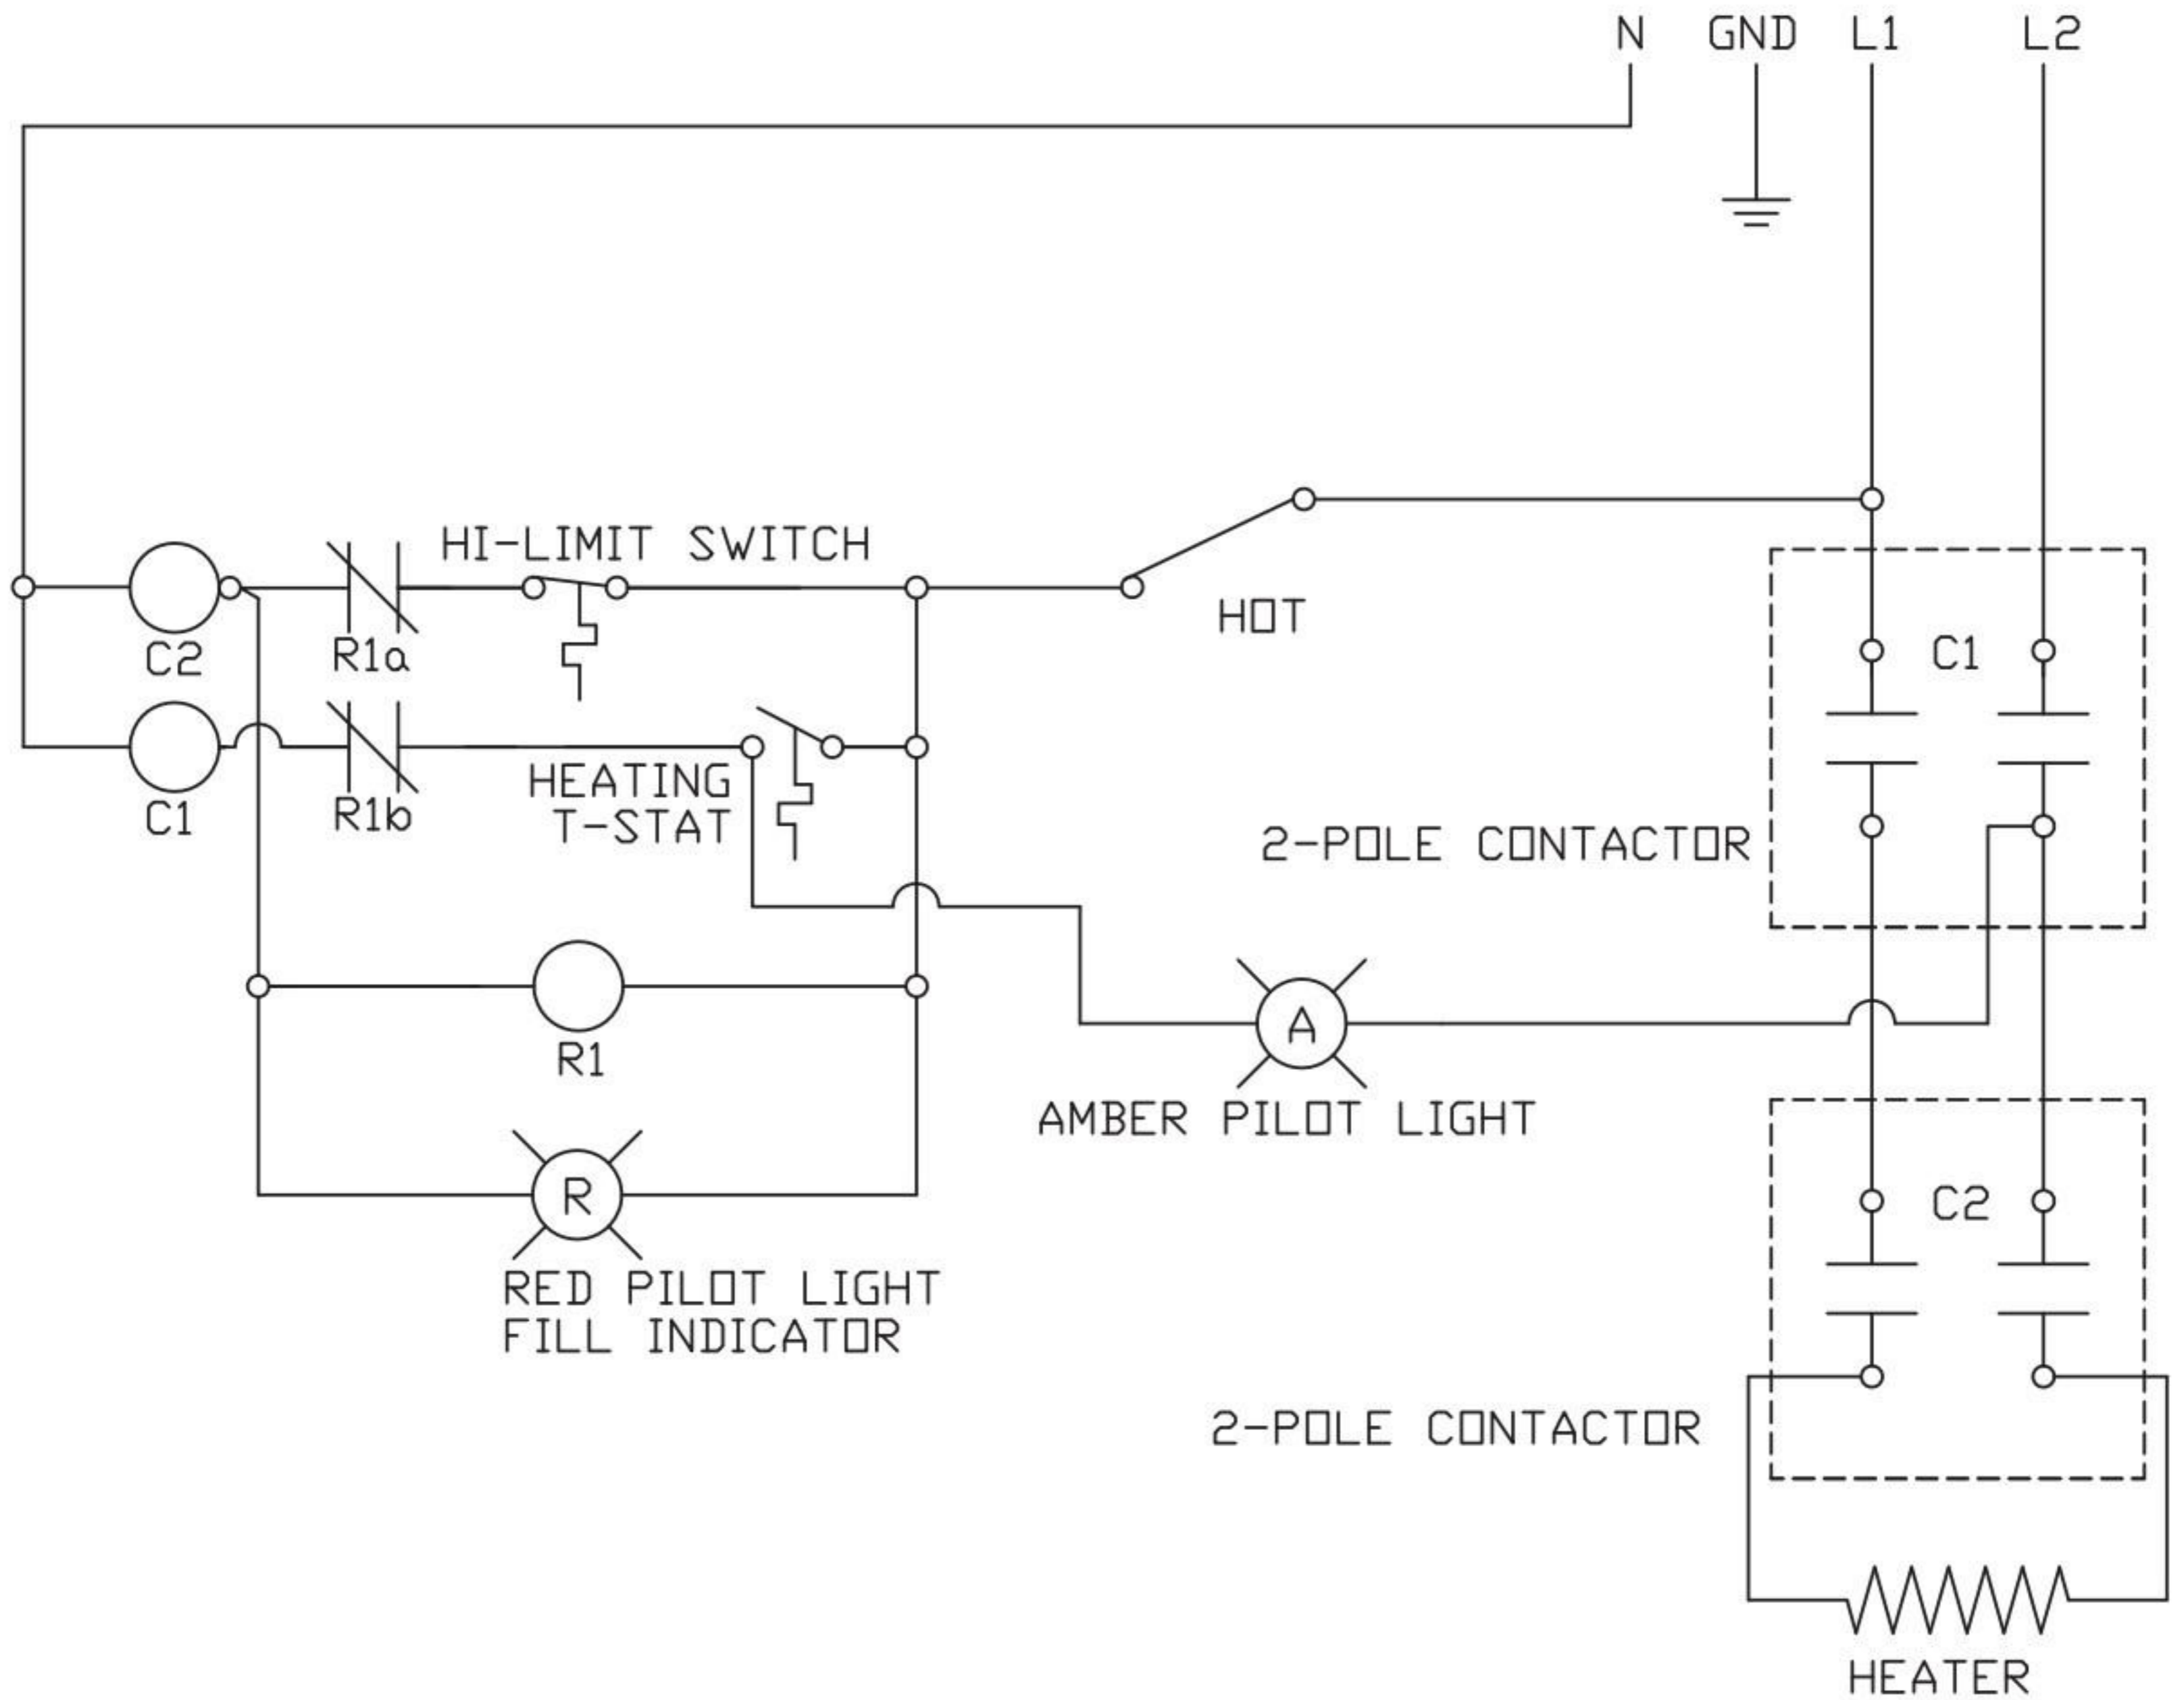 N GND L1 L2
HI-LIMIT SWITCH
HOT
C2 R1a
C1
HEATING
T-STAT
C1 R1b
2-POLE CONTACTOR
A
R1
AMBER PILOT LIGHT
R
C2
RED PILOT LIGHT
FILL INDICATOR
2-POLE CONTACTOR
HEATER